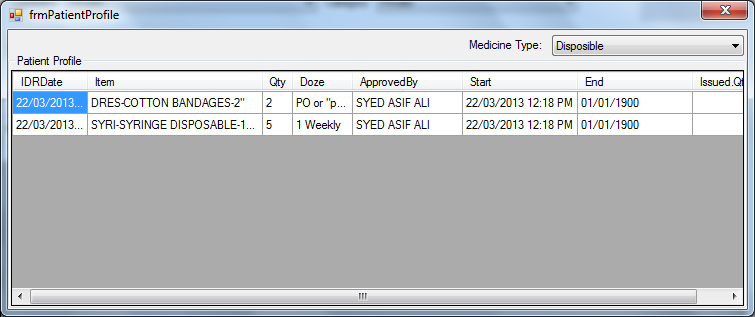 frmPatientProfile
Medicine Type: Disposible
Patient Profile
IDRDate Item Qty Doze ApprovedBy Start End Issued.Qt
22/03/2013... DRES-COTTON BANDAGES-2" 2 PO or "p... SYED ASIF ALI 22/03/2013 12:18 PM 01/01/1900
22/03/2013... SYRI-SYRINGE DISPOSABLE-1... 5 1 Weekly SYED ASIF ALI 22/03/2013 12:18 PM 01/01/1900